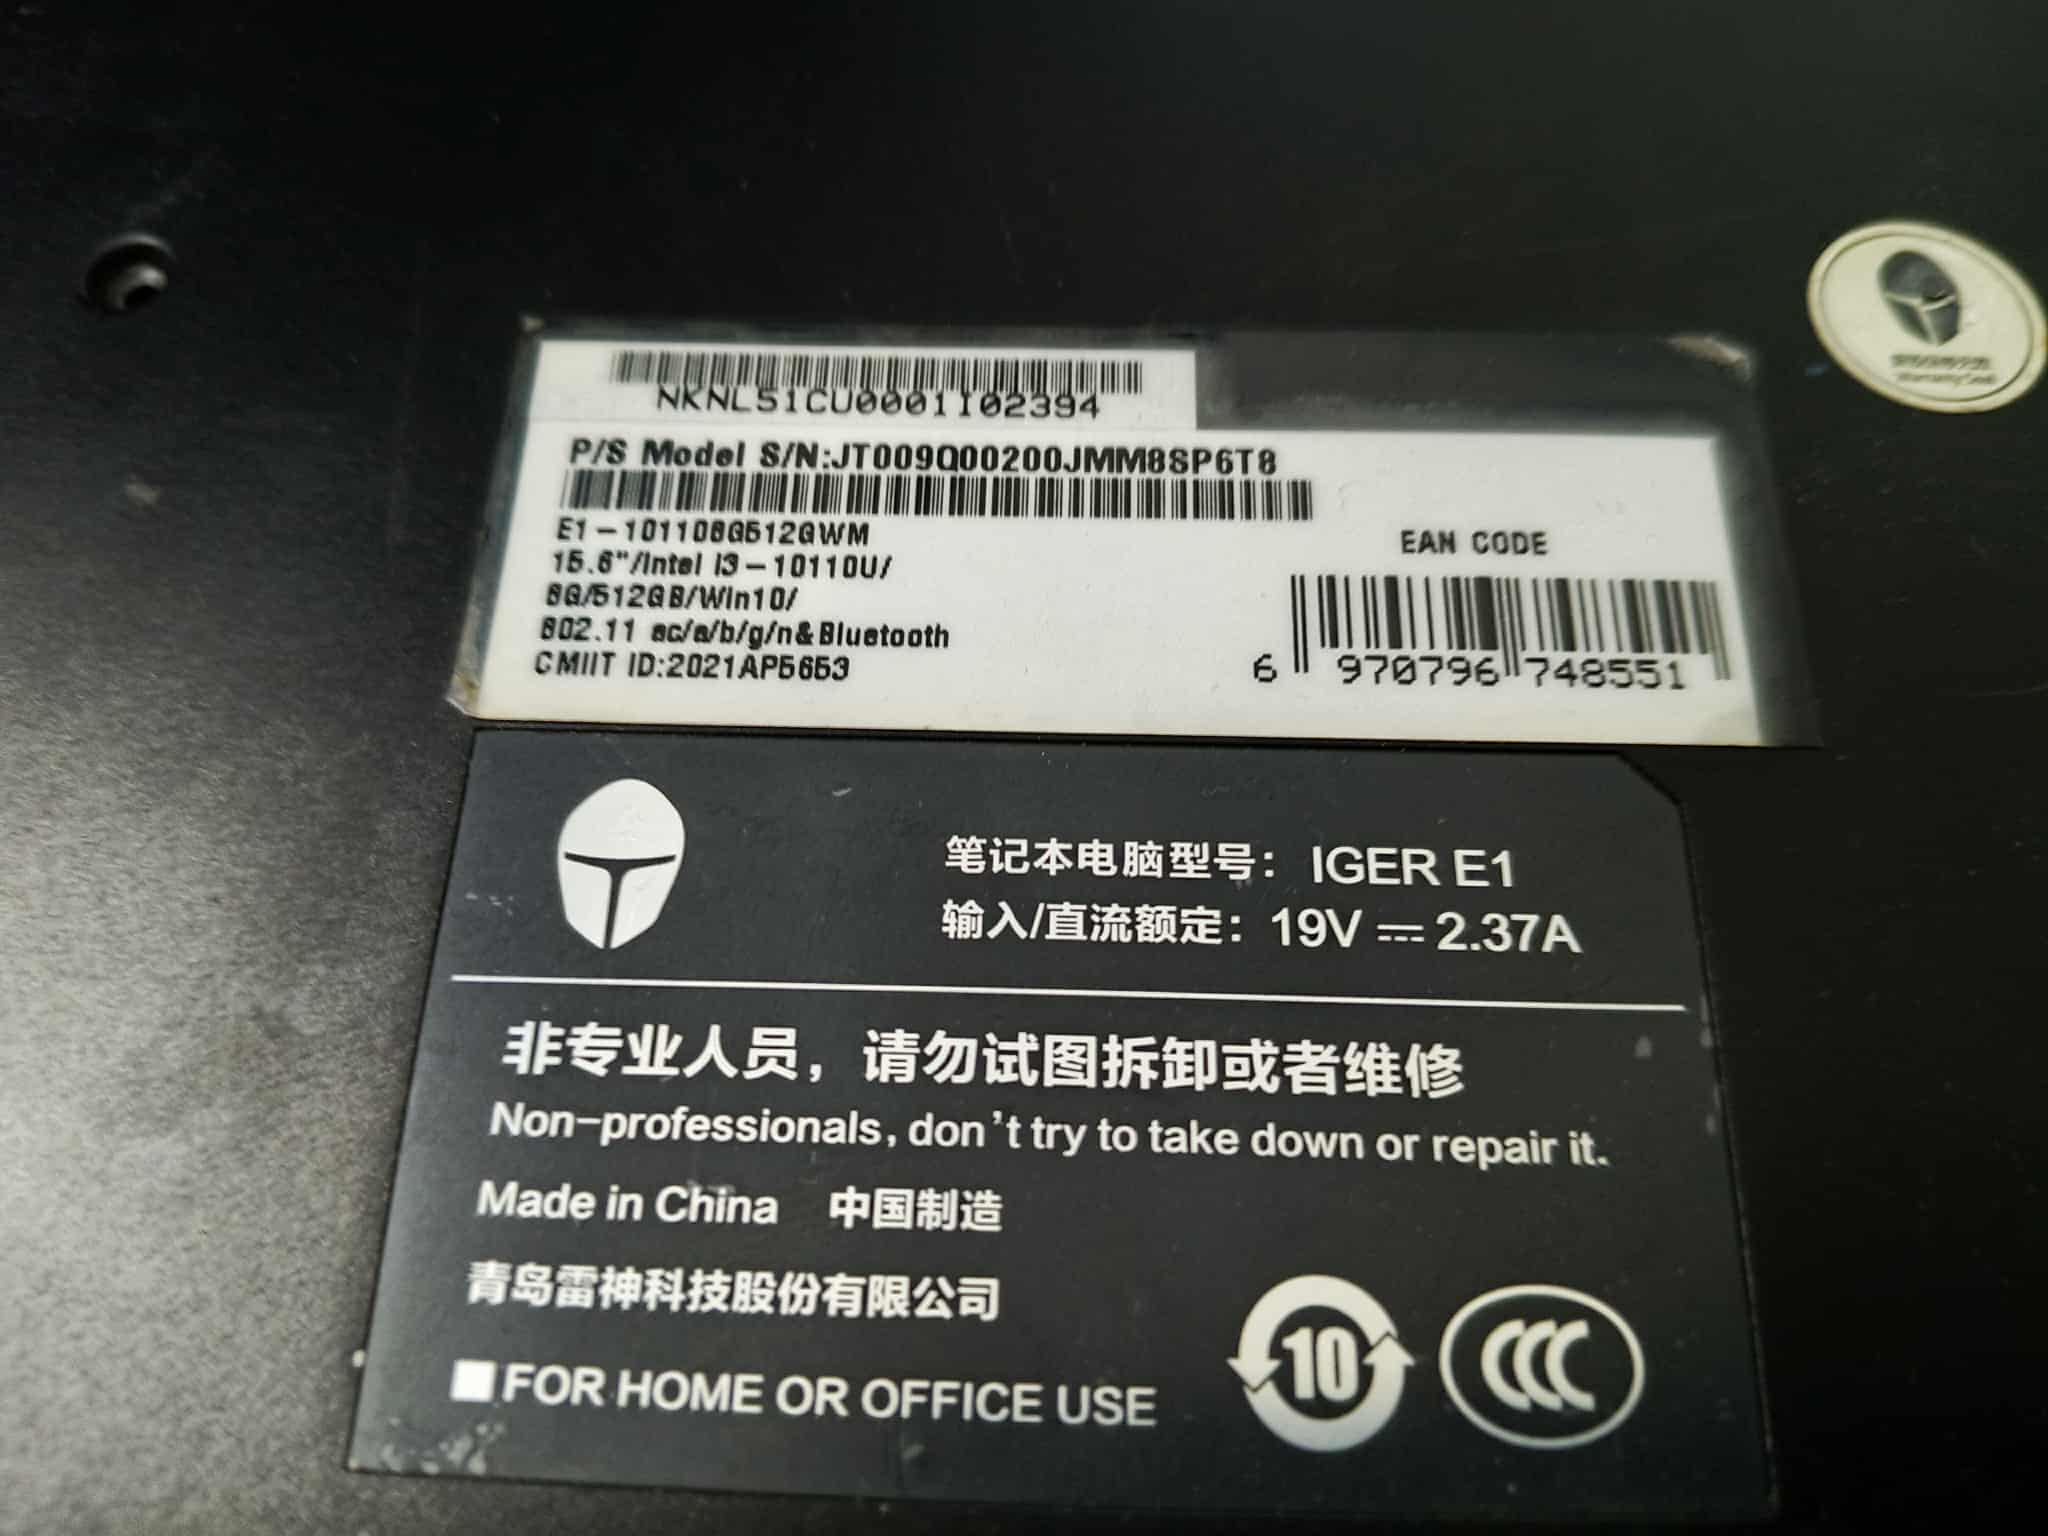 NKNL51CU0001I02394
P/S Model S/N:JT009Q00200JMM8SP6T8
E1-101108G512GWM
15.6"/Intel I3-10110U/
8G/512GB/Win10/
802.11 ac/a/b/g/n&Bluetooth
CMIIT ID:2021AP5653
EAN CODE
6 970796 748551
笔记本电脑型号： IGER E1
输入/直流额定：19V ⎓ 2.37A
非专业人员，请勿试图拆卸或者维修
Non-professionals, don't try to take down or repair it.
Made in China 中国制造
青岛雷神科技股份有限公司
FOR HOME OR OFFICE USE
10
CCC